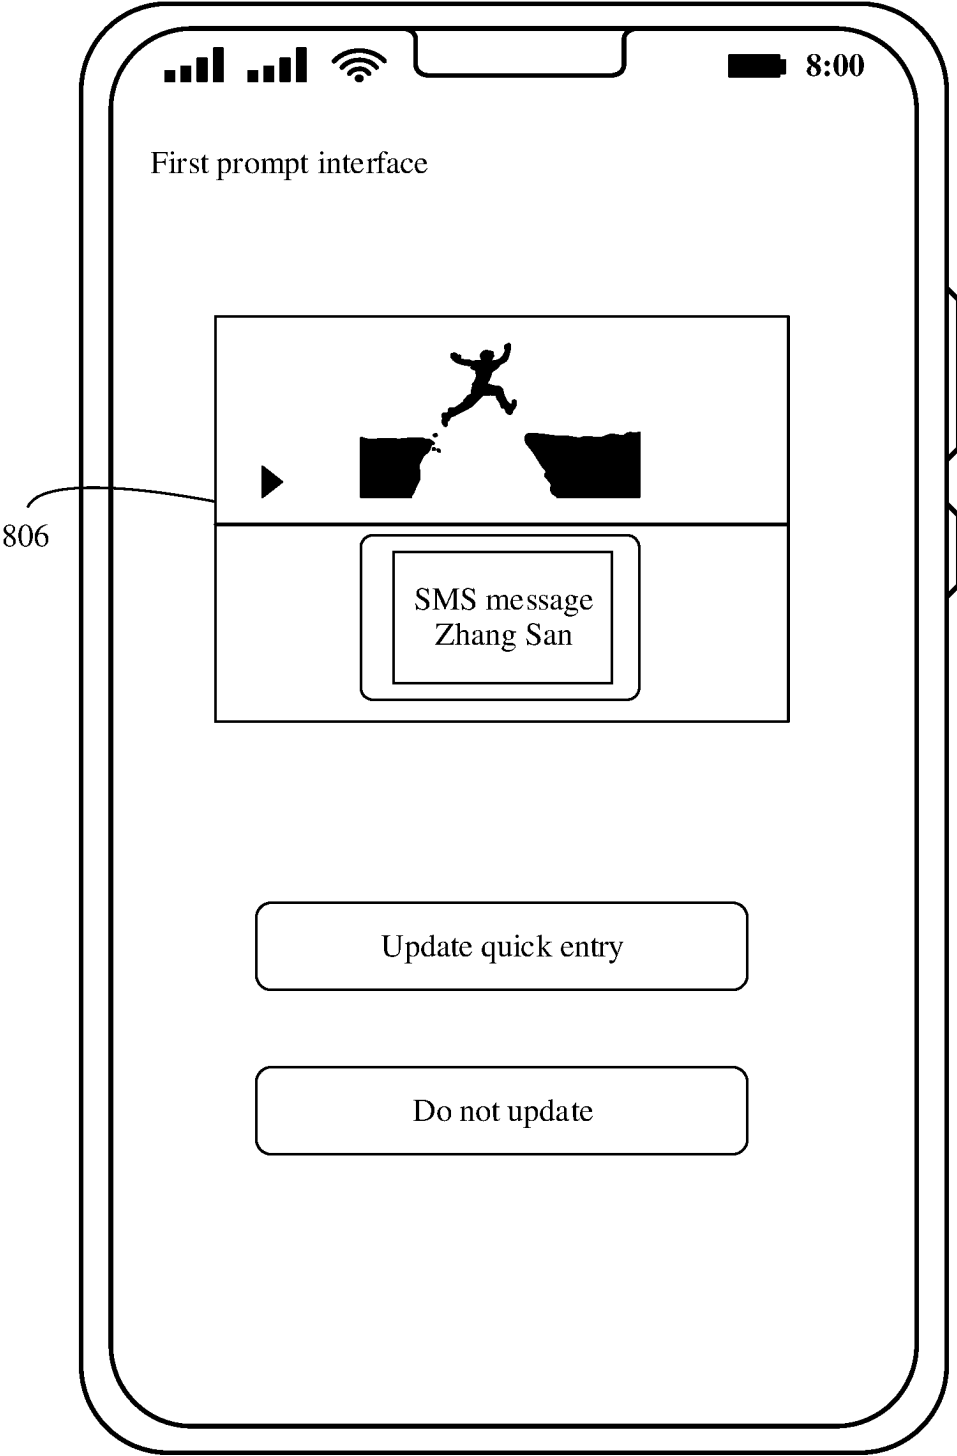 8:00
First prompt interface
806
SMS message
Zhang San
Update quick entry
Do not update